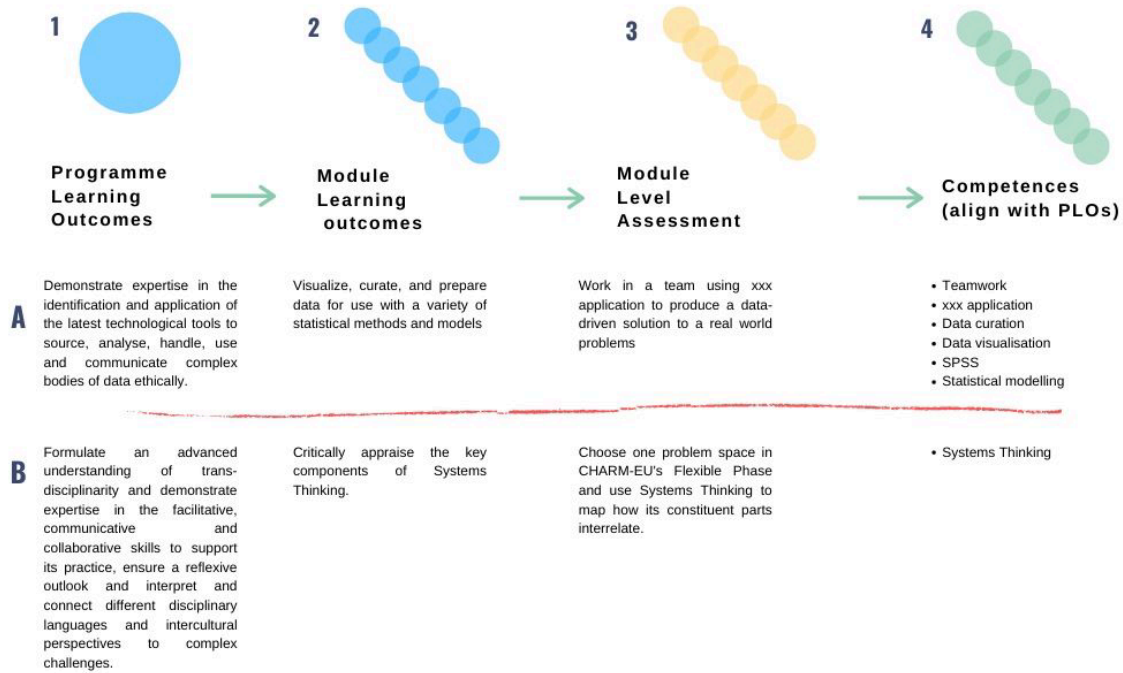 1
Programme
Learning
Outcomes
2
Module
Learning
outcomes
3
Module
Level
Assessment
4
Competences
(align with PLOs)
A
Demonstrate expertise in the
identification and application of
the latest technological tools to
source, analyse, handle, use
and communicate complex
bodies of data ethically.
Visualize, curate, and prepare
data for use with a variety of
statistical methods and models
Work in a team using xxx
application to produce a data-
driven solution to a real world
problems
• Teamwork
• xxx application
• Data curation
• Data visualisation
• SPSS
• Statistical modelling
B
Formulate an advanced
understanding of trans-
disciplinarity and demonstrate
expertise in the facilitative,
communicative and
collaborative skills to support
its practice, ensure a reflexive
outlook and interpret and
connect different disciplinary
languages and intercultural
perspectives to complex
challenges.
Critically appraise the key
components of Systems
Thinking.
Choose one problem space in
CHARM-EU's Flexible Phase
and use Systems Thinking to
map how its constituent parts
interrelate.
• Systems Thinking